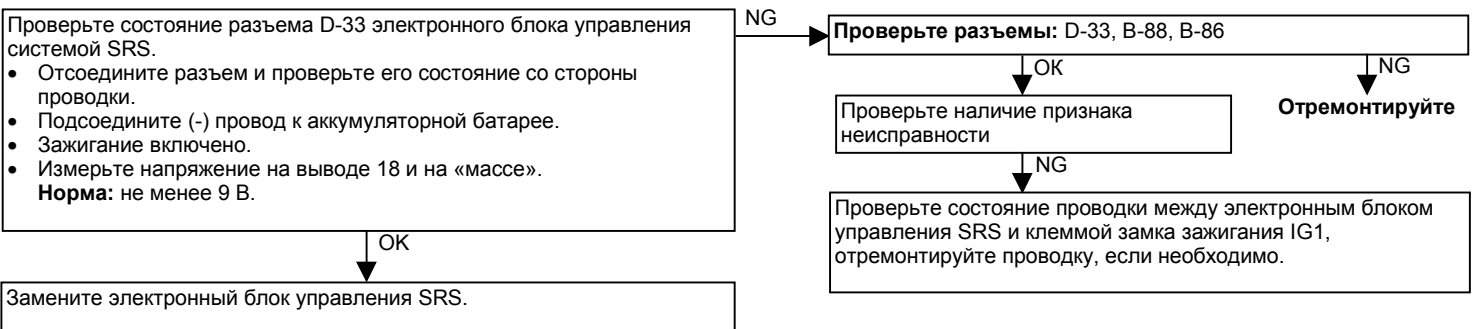 Проверьте состояние разъема D-33 электронного блока управления
системой SRS.
• Отсоедините разъем и проверьте его состояние со стороны
проводки.
• Подсоедините (-) провод к аккумуляторной батарее.
• Зажигание включено.
• Измерьте напряжение на выводе 18 и на «массе».
Норма: не менее 9 В.
NG
Проверьте разъемы: D-33, B-88, B-86
OK
NG
Проверьте наличие признака
неисправности
Отремонтируйте
NG
Проверьте состояние проводки между электронным блоком
управления SRS и клеммой замка зажигания IG1,
отремонтируйте проводку, если необходимо.
OK
Замените электронный блок управления SRS.